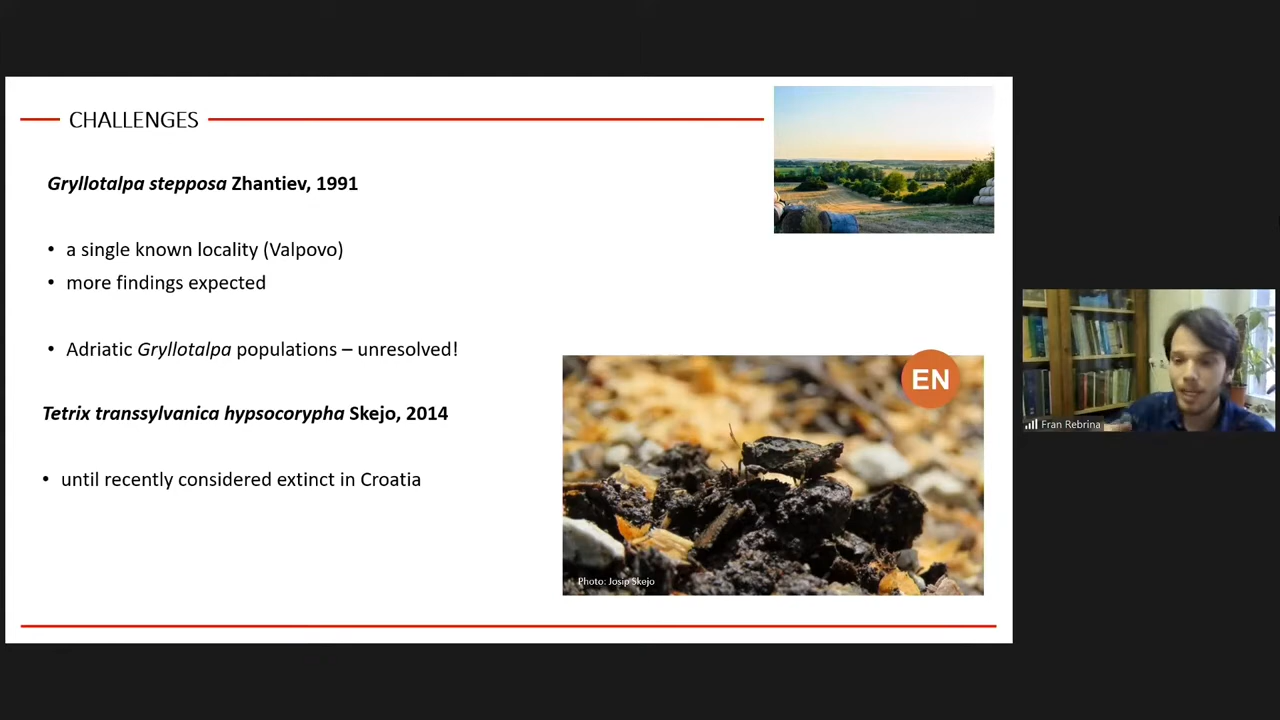 CHALLENGES
Gryllotalpa stepposa Zhantiev, 1991
• a single known locality (Valpovo)
• more findings expected
• Adriatic Gryllotalpa populations – unresolved!
Tetrix transsylvanica hypsocorypha Skejo, 2014
• until recently considered extinct in Croatia
EN
Photo: Josip Skejo
Fran Rebrina